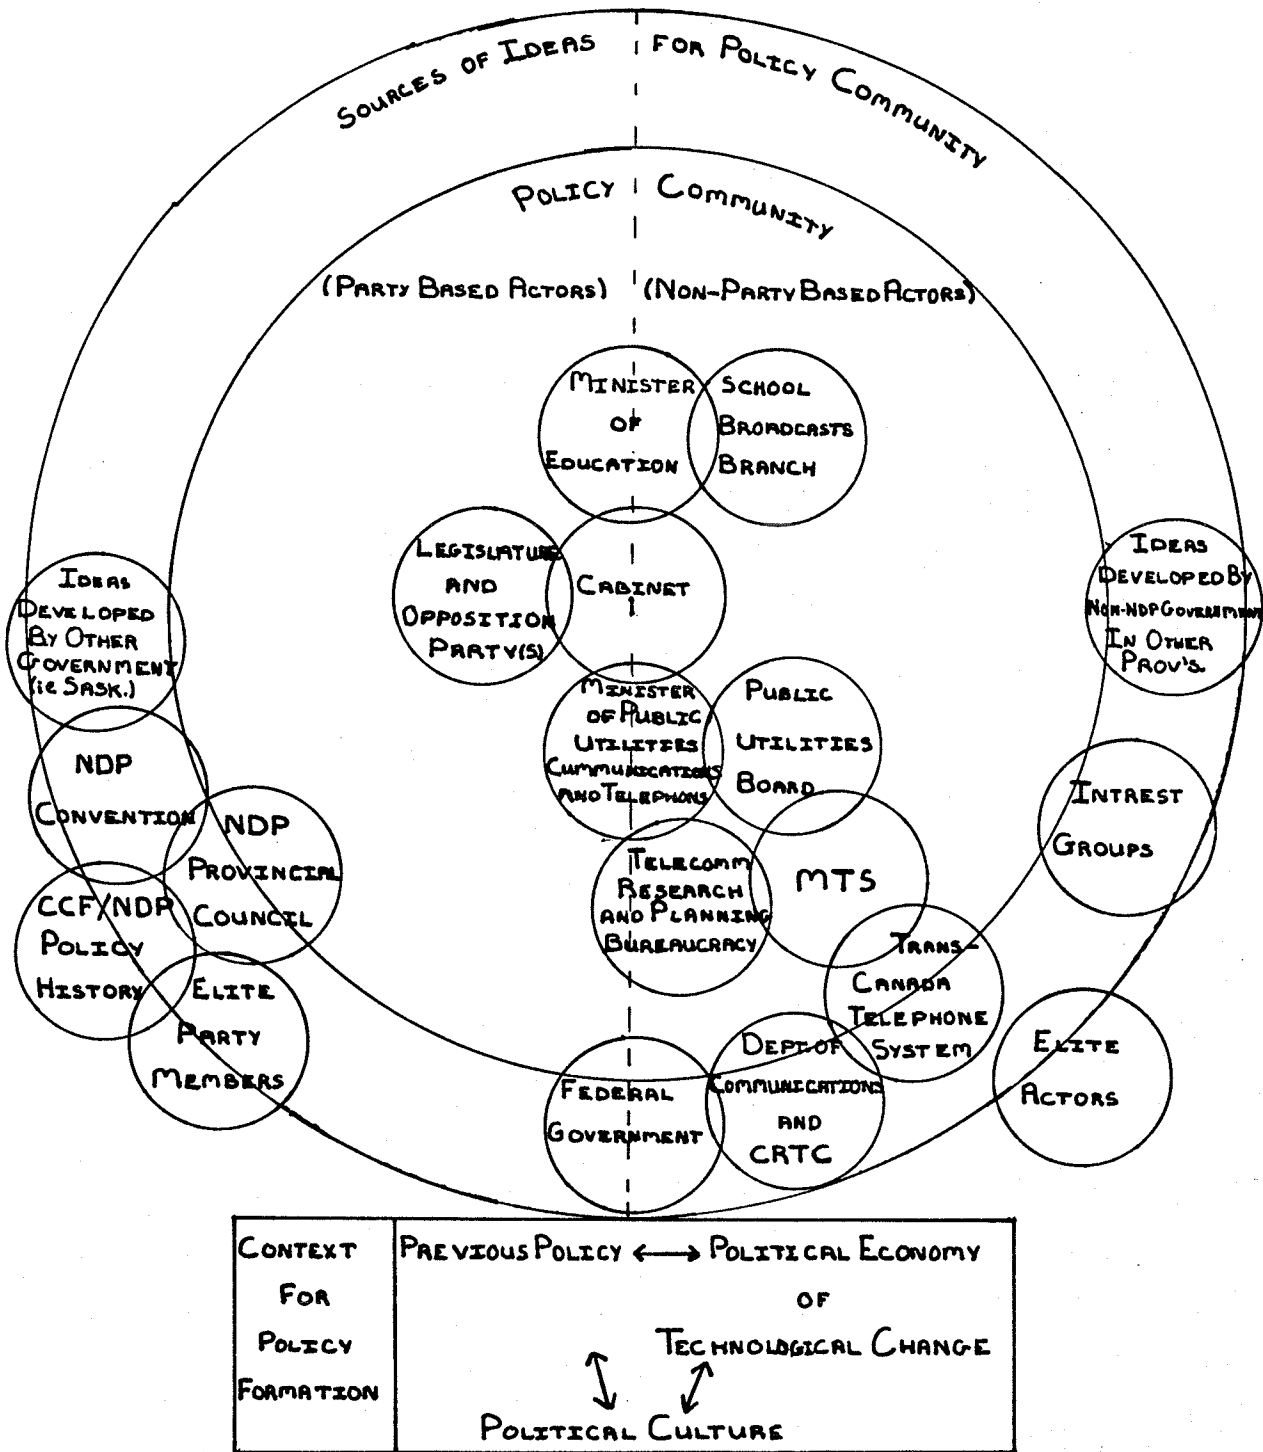 SOURCES OF IDEAS FOR POLICY COMMUNITY
POLICY COMMUNITY
(PARTY BASED ACTORS) (NON-PARTY BASED ACTORS)
MINISTER
OF
EDUCATION
SCHOOL
BROADCASTS
BRANCH
LEGISLATURE
AND
OPPOSITION
PARTY(S)
CABINET
IDEAS
DEVELOPED
BY OTHER
GOVERNMENT
(ie SASK.)
IDEAS
DEVELOPED BY
NON-NDP GOVERNMENT
IN OTHER
PROV'S.
MINISTER
OF PUBLIC
UTILITIES
CUMMUNICATIONS
AND TELEPHONS
PUBLIC
UTILITIES
BOARD
NDP
CONVENTION
NDP
PROVINCIAL
COUNCIL
INTREST
GROUPS
TELECOMM
RESEARCH
AND PLANNING
BUREAUCRACY
MTS
CCF/NDP
POLICY
HISTORY
TRANS-
CANADA
TELEPHONE
SYSTEM
ELITE
PARTY
MEMBERS
ELITE
ACTORS
FEDERAL
GOVERNMENT
DEPT. OF
COMMUNICATIONS
AND
CRTC
CONTEXT
FOR
POLICY
FORMATION
PREVIOUS POLICY ↔ POLITICAL ECONOMY
OF
TECHNOLOGICAL CHANGE
POLITICAL CULTURE